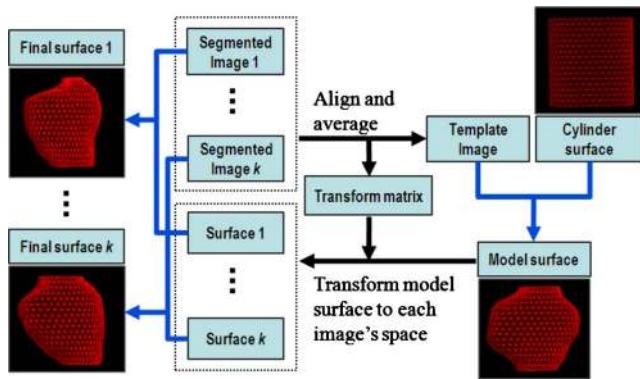 Final surface 1
Segmented
Image 1
Align and
average
Segmented
Image k
Template
Image
Cylinder
surface
Transform matrix
Final surface k
Surface 1
Model surface
Transform model
surface to each
image's space
Surface k